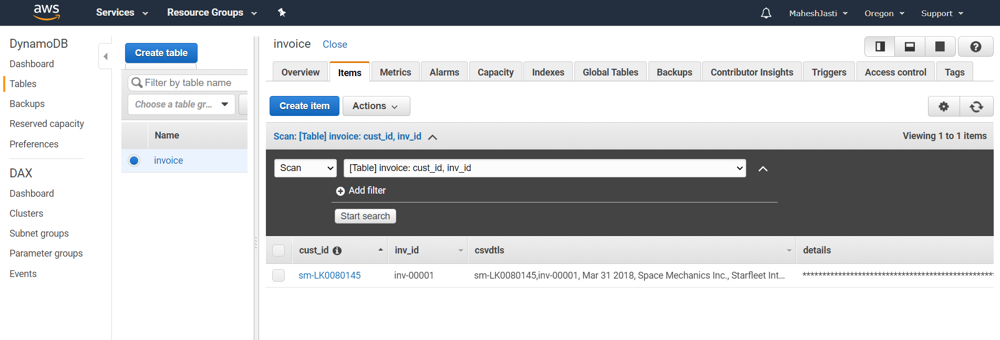 aws Services Resource Groups MaheshJasti Oregon Support
DynamoDB
Dashboard
Tables
Backups
Reserved capacity
Preferences
DAX
Dashboard
Clusters
Subnet groups
Parameter groups
Events
Create table
Filter by table name
Choose a table gr...
Name
invoice
invoice Close
Overview Items Metrics Alarms Capacity Indexes Global Tables Backups Contributor Insights Triggers Access control Tags
Create item Actions
Scan: [Table] invoice: cust_id, inv_id Viewing 1 to 1 items
Scan [Table] invoice: cust_id, inv_id
Add filter
Start search
cust_id inv_id csvdtls details
sm-LK0080145 inv-00001 sm-LK0080145,inv-00001, Mar 31 2018, Space Mechanics Inc., Starfleet Int... ************************************************